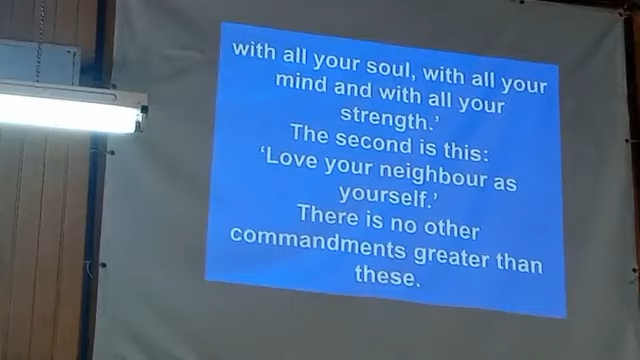 with all your soul, with all your
mind and with all your
strength.’
The second is this:
‘Love your neighbour as
yourself.’
There is no other
commandments greater than
these.